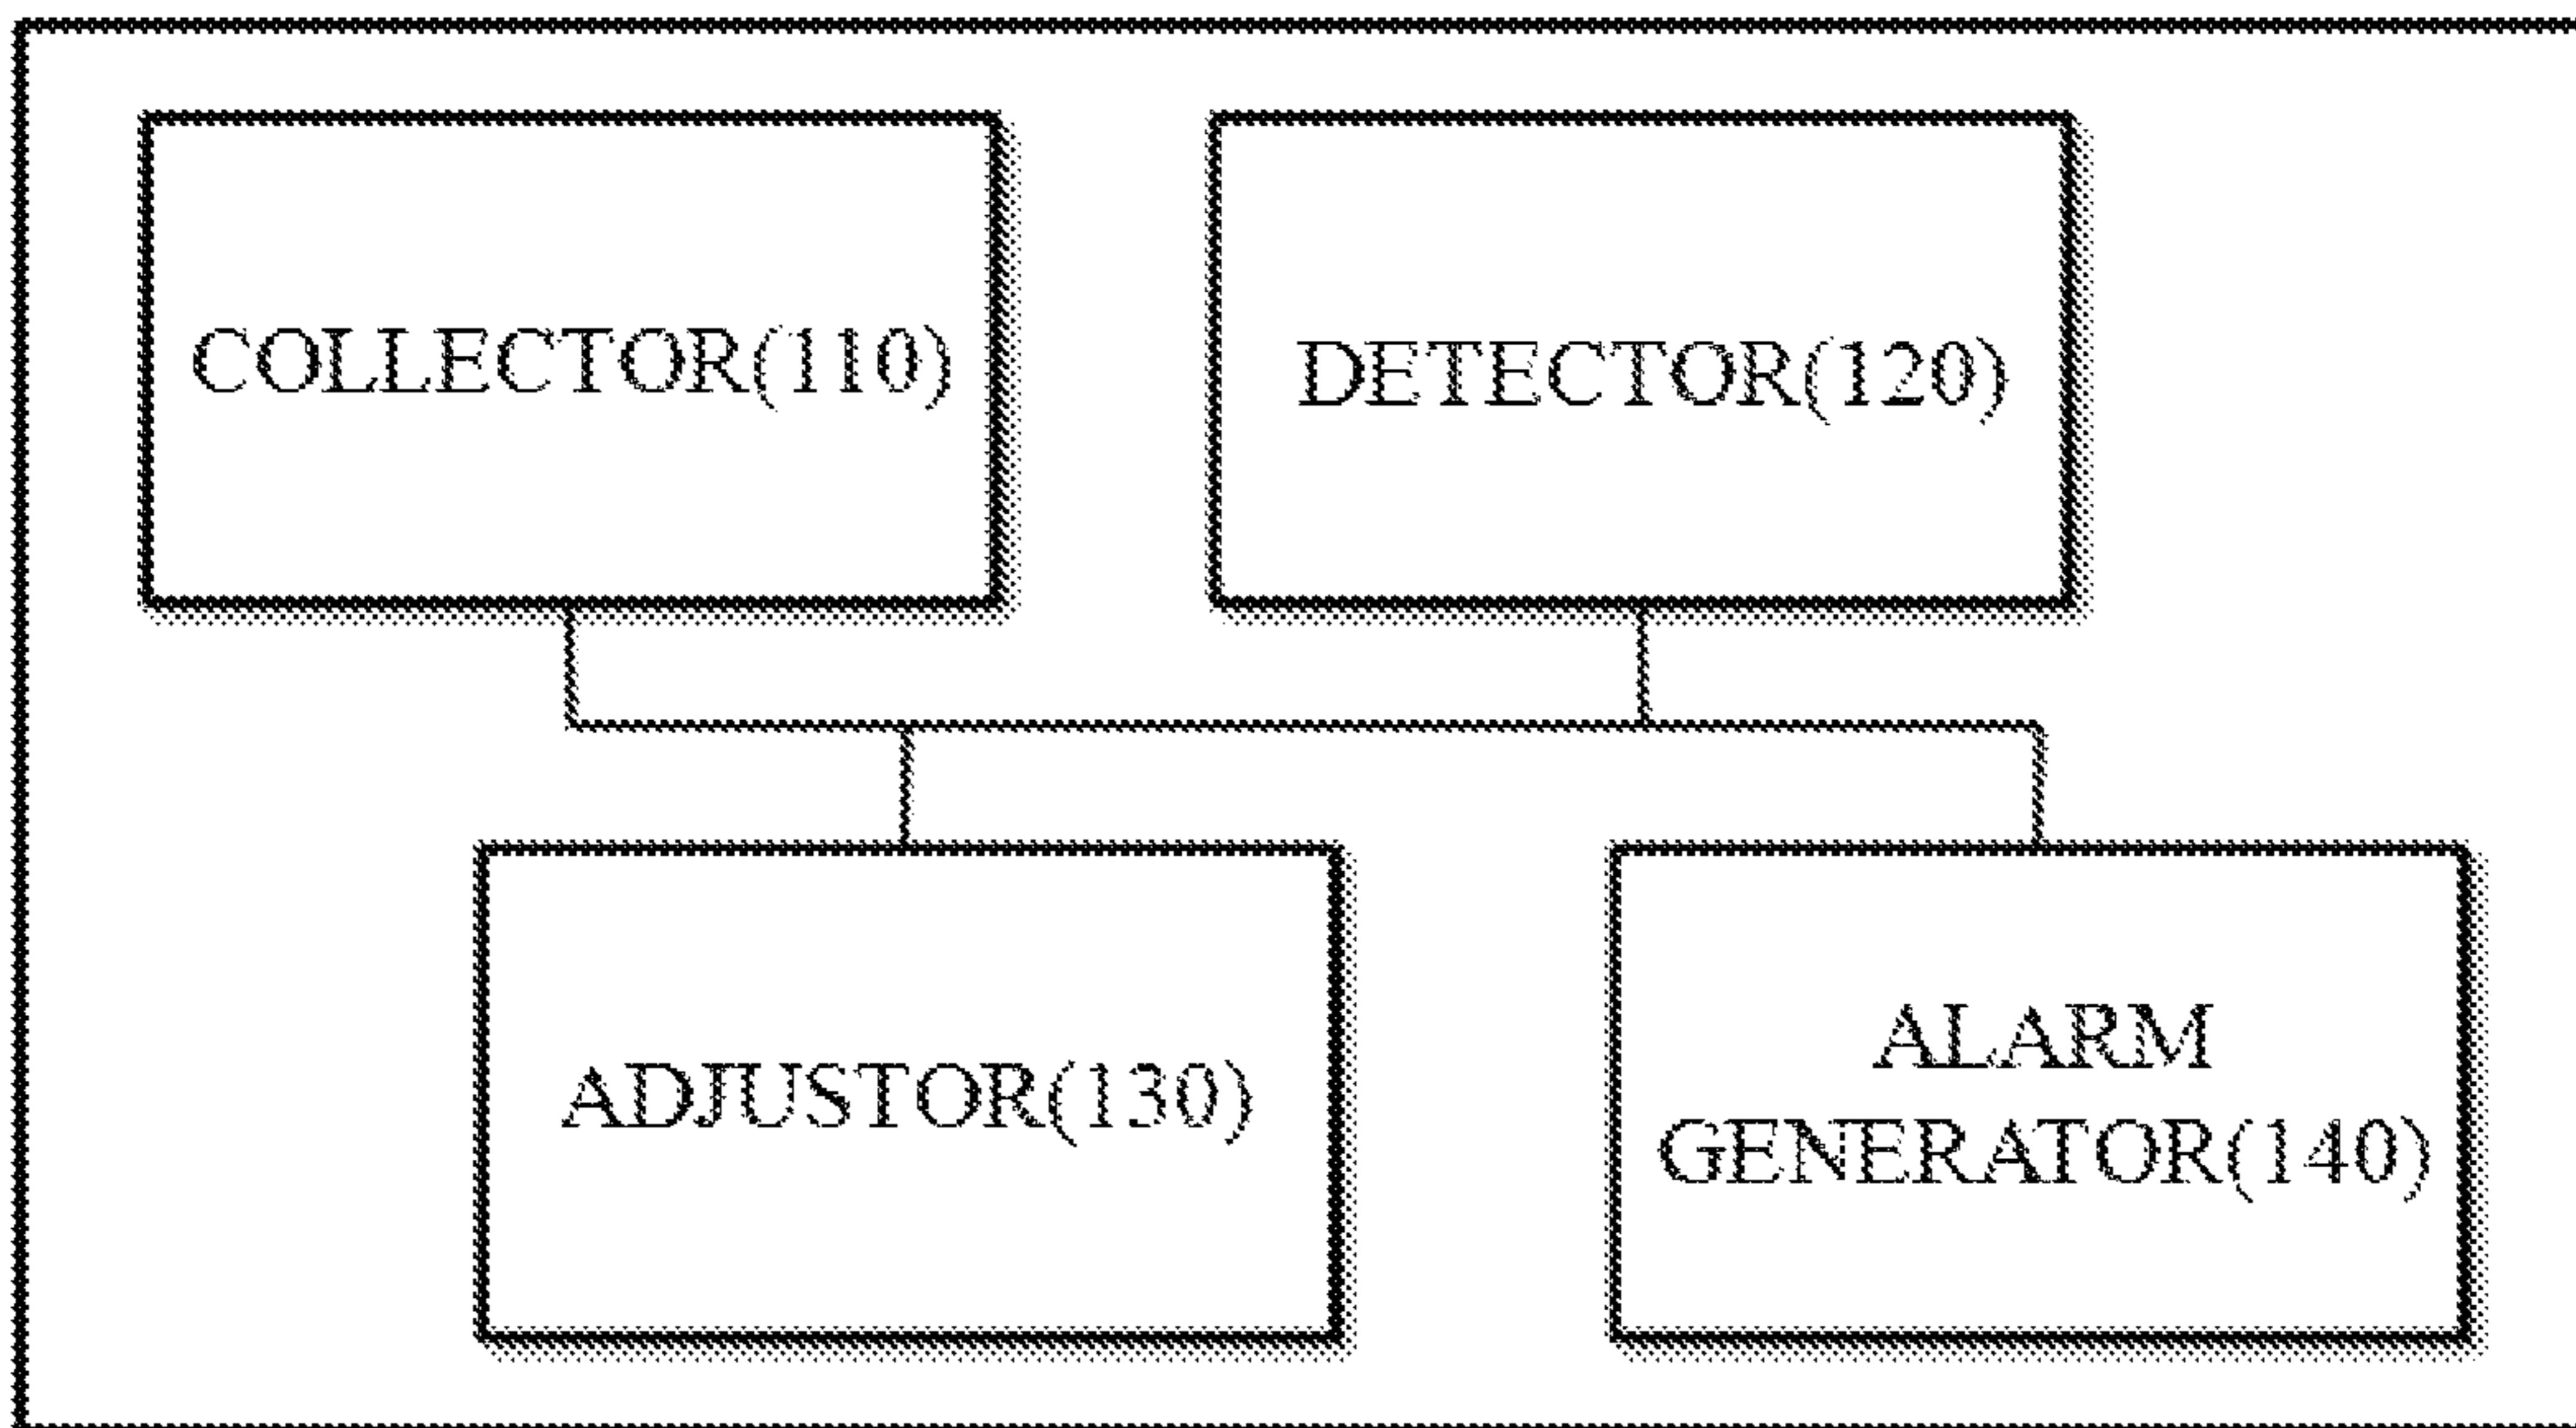 COLLECTOR(110)
DETECTOR(120)
ADJUSTOR(130)
ALARM
GENERATOR(140)